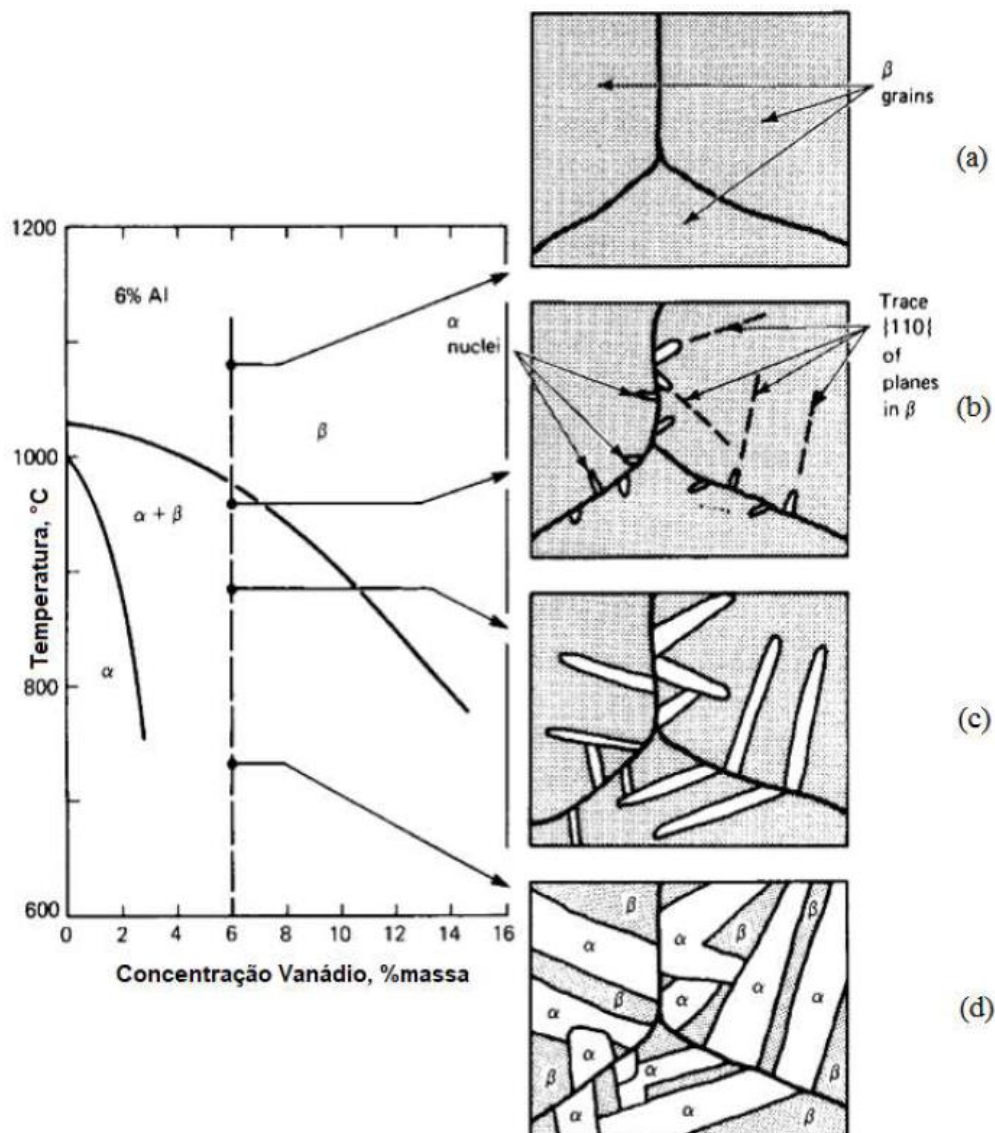 β
grains
(a)
1200
6% Al
α
nuclei
β
Trace
{110}
of
planes
in β
(b)
1000
α + β
Temperatura, °C
α
800
(c)
600
0 2 4 6 8 10 12 14 16
Concentração Vanádio, %massa
β
α
β
α
α
β
β
α
α
α
α
β
α
α
β
β
α
(d)